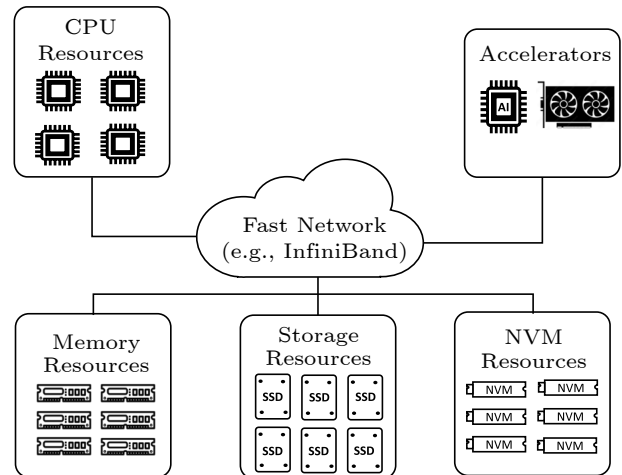 CPU
Resources
Accelerators
AI
Fast Network
(e.g., InfiniBand)
Memory
Resources
Storage
Resources
SSD SSD SSD
SSD SSD SSD
NVM
Resources
NVM NVM
NVM NVM
NVM NVM